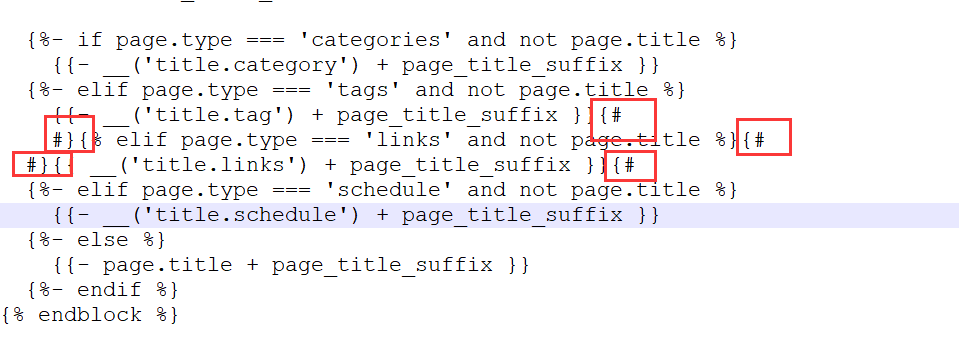 {%- if page.type === 'categories' and not page.title %}
{{- __('title.category') + page_title_suffix }}
{%- elif page.type === 'tags' and not page.title %}
{{- __('title.tag') + page_title_suffix }}{#
#}{% elif page.type === 'links' and not page.title %}{#
#}{{- __('title.links') + page_title_suffix }}{#
{%- elif page.type === 'schedule' and not page.title %}
{{- __('title.schedule') + page_title_suffix }}
{%- else %}
{{- page.title + page_title_suffix }}
{%- endif %}
{% endblock %}